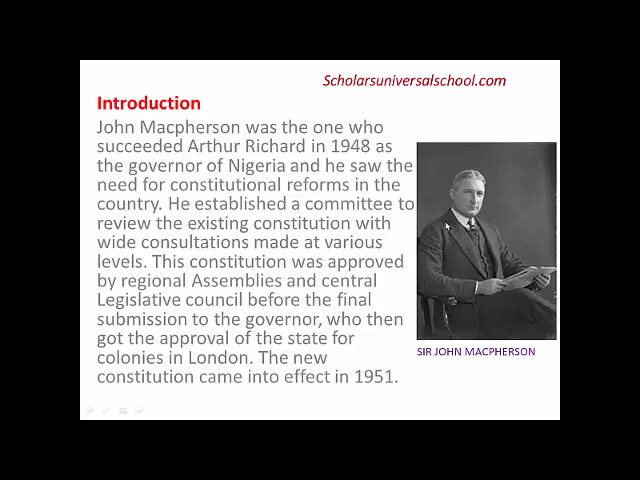 Scholarsuniversalschool.com
Introduction
John Macpherson was the one who
succeeded Arthur Richard in 1948 as
the governor of Nigeria and he saw the
need for constitutional reforms in the
country. He established a committee to
review the existing constitution with
wide consultations made at various
levels. This constitution was approved
by regional Assemblies and central
Legislative council before the final
submission to the governor, who then
got the approval of the state for
colonies in London. The new
constitution came into effect in 1951.
SIR JOHN MACPHERSON